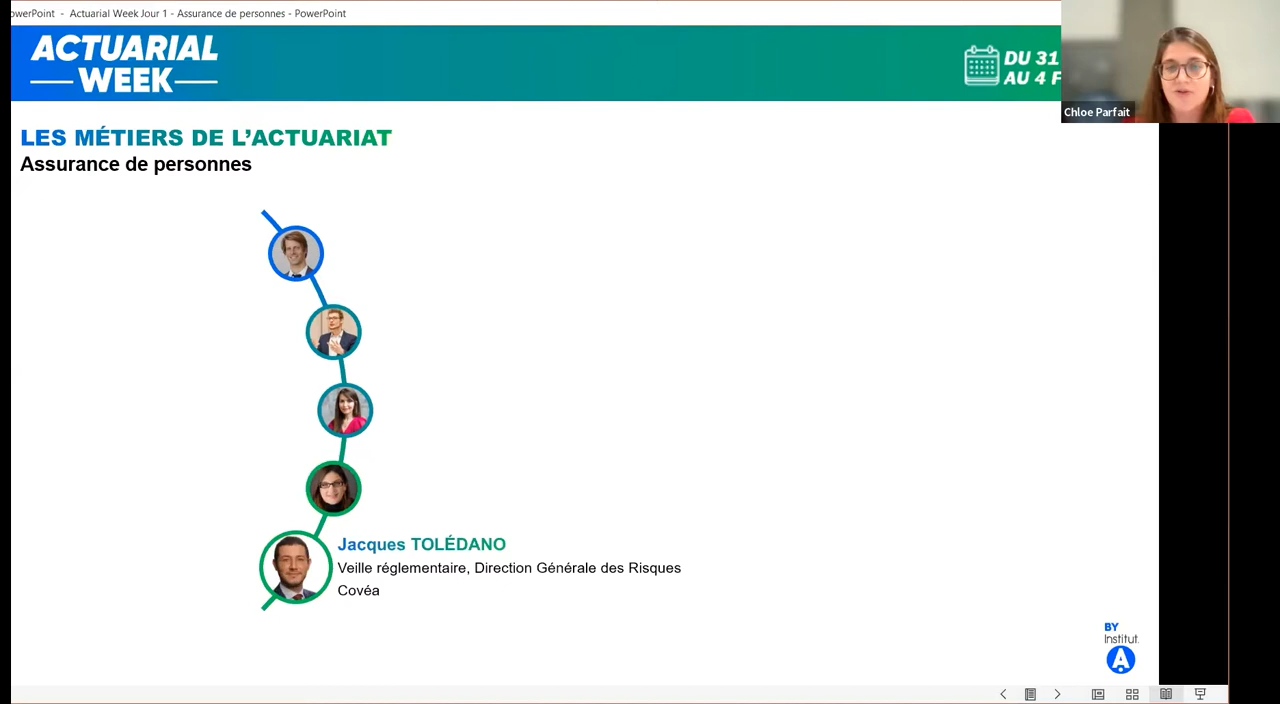 owerPoint - Actuarial Week Jour 1 - Assurance de personnes - PowerPoint
ACTUARIAL
WEEK
DU 31
AU 4 F
Chloe Parfait
LES MÉTIERS DE L'ACTUARIAT
Assurance de personnes
Jacques TOLÉDANO
Veille réglementaire, Direction Générale des Risques
Covéa
BY
Institut.
A